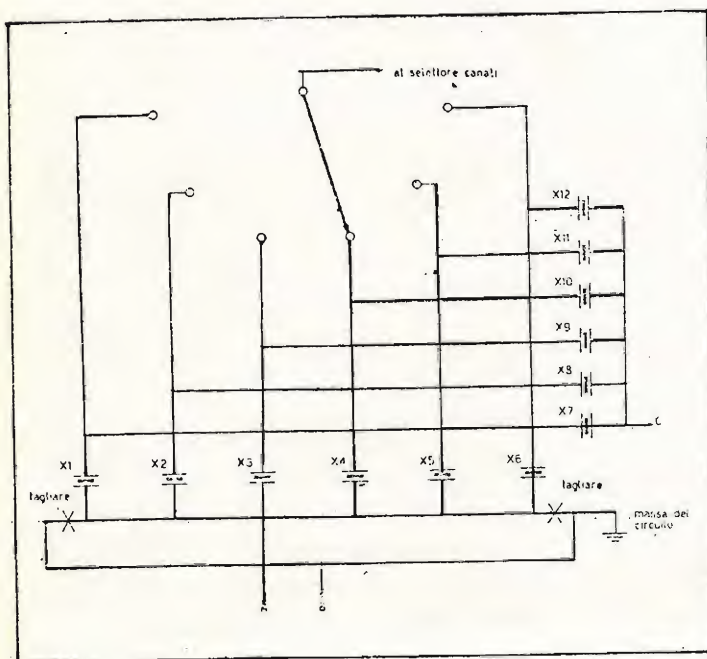 al selettore canali
X12
X11
X10
X9
X8
X7
C
X1
X2
X3
X4
X5
X6
tagliare
tagliare
massa del
circuito